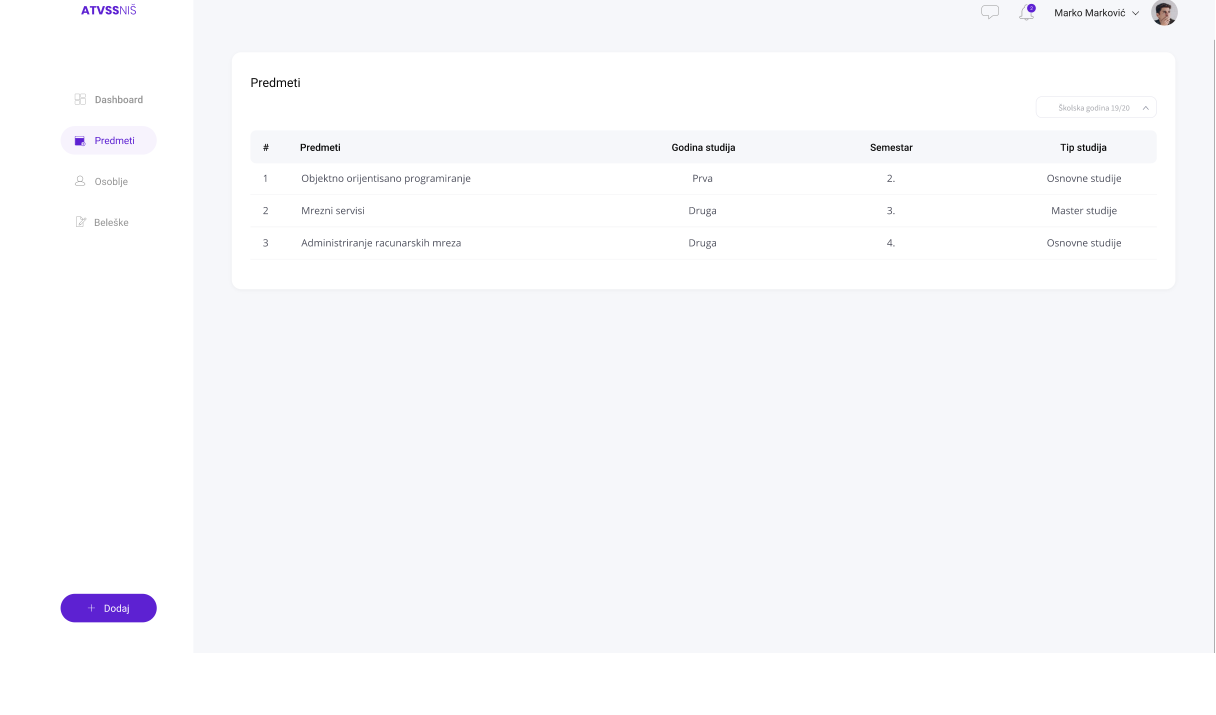 ATVSSNIŠ
Marko Marković
Dashboard
Predmeti
Osoblje
Beleške
Dodaj
Predmeti
Školska godina 19/20
# Predmeti Godina studija Semestar Tip studija
1 Objektno orijentisano programiranje Prva 2. Osnovne studije
2 Mrezni servisi Druga 3. Master studije
3 Administriranje racunarskih mreza Druga 4. Osnovne studije